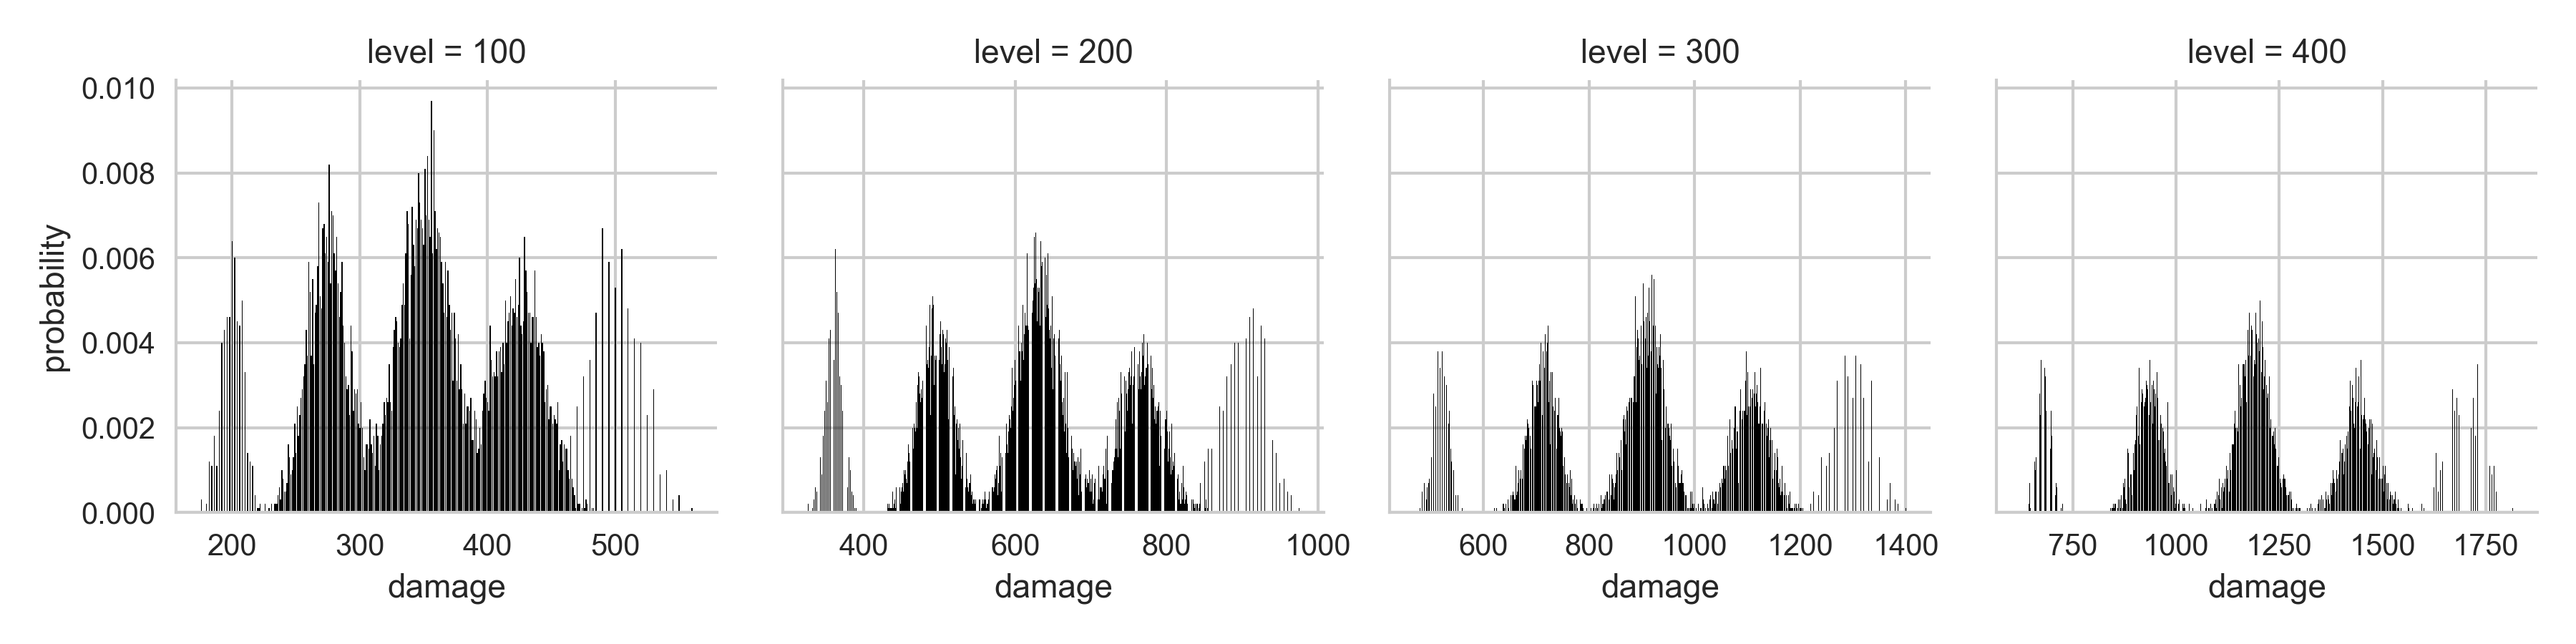 level = 100
level = 200
level = 300
level = 400
probability
0.010
0.008
0.006
0.004
0.002
0.000
200 300 400 500
400 600 800 1000
600 800 1000 1200 1400
750 1000 1250 1500 1750
damage
damage
damage
damage